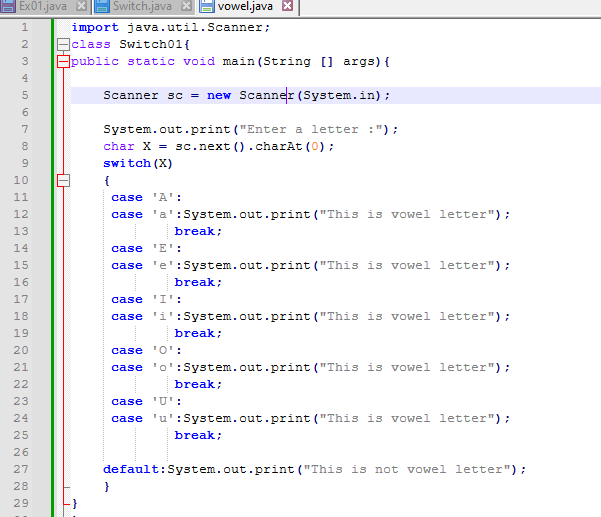 Ex01.java Switch.java vowel.java
1 import java.util.Scanner;
2 class Switch01{
3 public static void main(String [] args){
4
5 Scanner sc = new Scanner(System.in);
6
7 System.out.print("Enter a letter :");
8 char X = sc.next().charAt(0);
9 switch(X)
10 {
11 case 'A':
12 case 'a':System.out.print("This is vowel letter");
13 break;
14 case 'E':
15 case 'e':System.out.print("This is vowel letter");
16 break;
17 case 'I':
18 case 'i':System.out.print("This is vowel letter");
19 break;
20 case 'O':
21 case 'o':System.out.print("This is vowel letter");
22 break;
23 case 'U':
24 case 'u':System.out.print("This is vowel letter");
25 break;
26
27 default:System.out.print("This is not vowel letter");
28 }
29 }